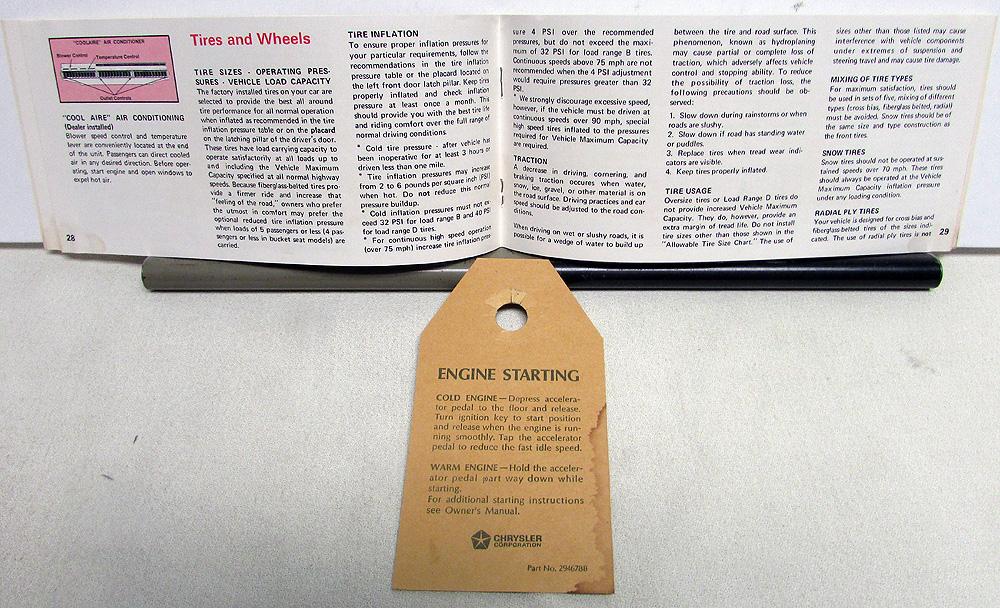 "COOLAIRE" AIR CONDITIONER
Blower Control
Temperature Control
Outlet Controls
"COOL AIRE" AIR CONDITIONING
(Dealer installed)
Blower speed control and temperature
lever are conveniently located at the end
of the unit. Passengers can direct cooled
air in any desired direction. Before oper-
ating, start engine and open windows to
expel hot air.
28
Tires and Wheels
TIRE SIZES - OPERATING PRES-
SURES - VEHICLE LOAD CAPACITY
The factory installed tires on your car are
selected to provide the best all around
tire performance for all normal operation
when inflated as recommended in the tire
inflation pressure table or on the placard
on the latching pillar of the driver's door.
These tires have load carrying capacity to
operate satisfactorily at all loads up to
and including the Vehicle Maximum
Capacity specified at all normal highway
speeds. Because fiberglass-belted tires pro-
vide a firmer ride and increase that
"feeling of the road," owners who prefer
the utmost in comfort may prefer the
optional reduced tire inflation pressure
when loads of 5 passengers or less (4 pas-
sengers or less in bucket seat models) are
carried.
TIRE INFLATION
To ensure proper inflation pressures for
your particular requirements, follow the
recommendations in the tire inflation
pressure table or the placard located on
the left front door latch pillar. Keep tires
properly inflated and check inflation
pressure at least once a month. This
should provide you with the best tire life
and riding comfort over the full range of
normal driving conditions.
* Cold tire pressure - after vehicle has
been inoperative for at least 3 hours or
driven less than one mile.
* Tire inflation pressures may increase
from 2 to 6 pounds per square inch (PSI)
when hot. Do not reduce this normal
pressure buildup.
* Cold inflation pressures must not ex-
ceed 32 PSI for load range B and 40 PSI
for load range D tires.
* For continuous high speed operation
(over 75 mph) increase tire inflation pres-
sure 4 PSI over the recommended
pressures, but do not exceed the maxi-
mum of 32 PSI for load range B tires.
Continuous speeds above 75 mph are not
recommended when the 4 PSI adjustment
would require pressures greater than 32
PSI.
* We strongly discourage excessive speed,
however, if the vehicle must be driven at
continuous speeds over 90 mph, special
high speed tires inflated to the pressures
required for Vehicle Maximum Capacity
are required.
TRACTION
A decrease in driving, cornering, and
braking traction occurs when water,
snow, ice, gravel, or other material is on
the road surface. Driving practices and car
speed should be adjusted to the road con-
ditions.
When driving on wet or slushy roads, it is
possible for a wedge of water to build up
between the tire and road surface. This
phenomenon, known as hydroplaning
may cause partial or complete loss of
traction, which adversely affects vehicle
control and stopping ability. To reduce
the possibility of traction loss, the
following precautions should be ob-
served:
1. Slow down during rainstorms or when
roads are slushy.
2. Slow down if road has standing water
or puddles.
3. Replace tires when tread wear indi-
cators are visible.
4. Keep tires properly inflated.
TIRE USAGE
Oversize tires or Load Range D tires do
not provide increased Vehicle Maximum
Capacity. They do, however, provide an
extra margin of tread life. Do not install
tire sizes other than those shown in the
"Allowable Tire Size Chart." The use of
sizes other than those listed may cause
interference with vehicle components
under extremes of suspension and
steering travel and may cause tire damage.
MIXING OF TIRE TYPES
For maximum satisfaction, tires should
be used in sets of five, mixing of different
types (cross bias, fiberglass belted, radial)
must be avoided. Snow tires should be of
the same size and type construction as
the front tires
SNOW TIRES
Snow tires should not be operated at sus-
tained speeds over 70 mph. These tires
should always be operated at the Vehicle
Maximum Capacity inflation pressure
under any loading condition.
RADIAL PLY TIRES
Your vehicle is designed for cross bias and
fiberglass-belted tires of the sizes indi-
cated. The use of radial ply tires is not
29
ENGINE STARTING
COLD ENGINE—Depress accelera-
tor pedal to the floor and release.
Turn ignition key to start position
and release when the engine is run-
ning smoothly. Tap the accelerator
pedal to reduce the fast idle speed.
WARM ENGINE—Hold the acceler-
ator pedal part way down while
starting.
For additional starting instructions
see Owner's Manual.
CHRYSLER
CORPORATION
Part No. 2946788